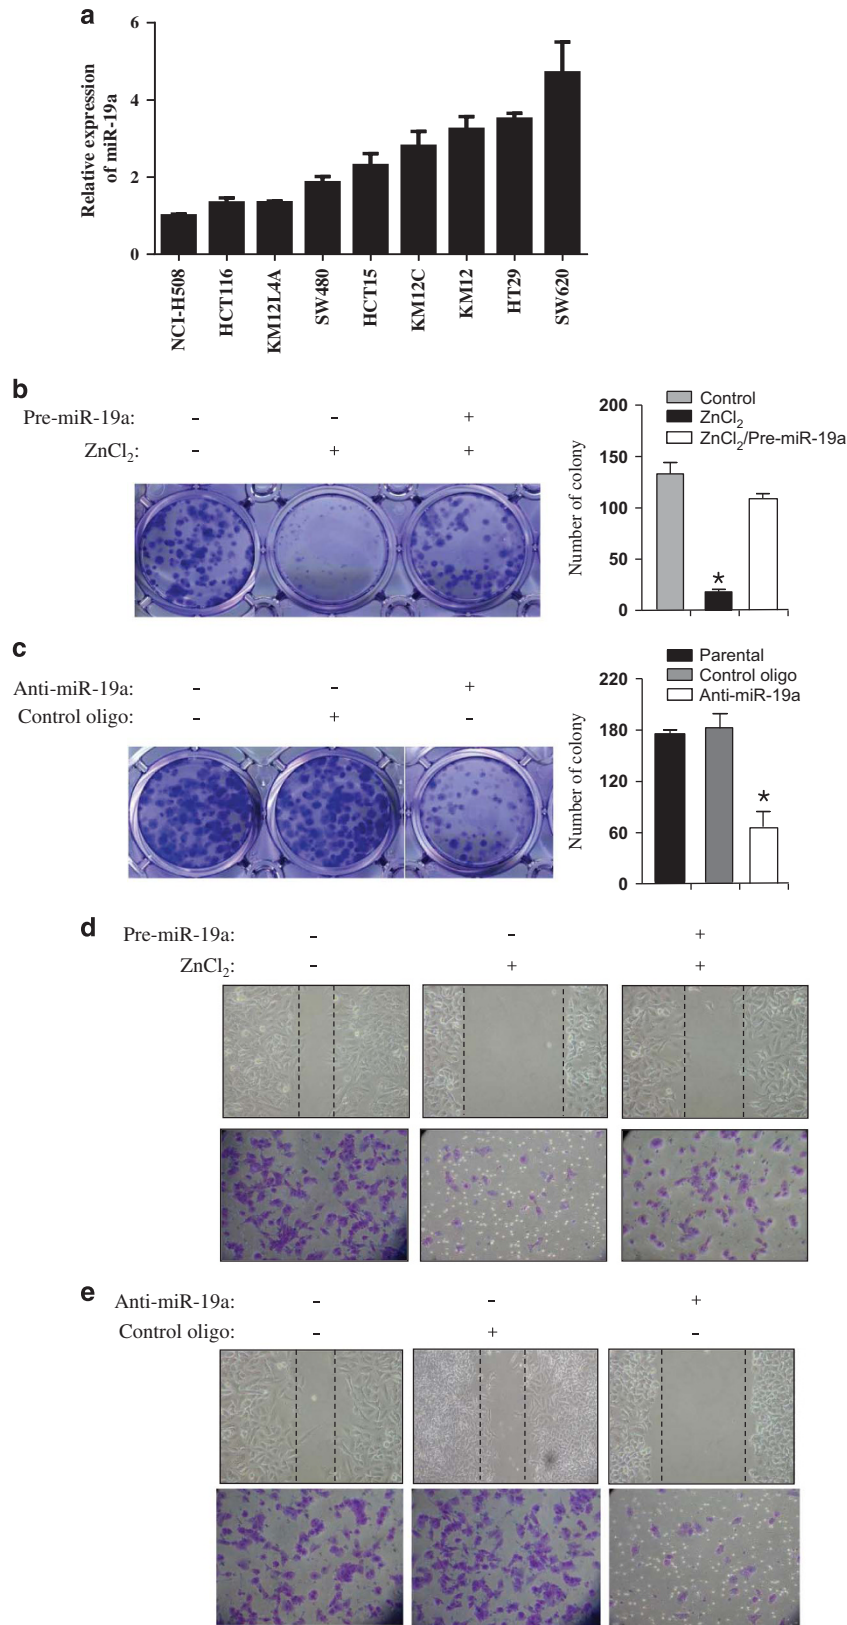 a
Relative expression
of miR-19a
6
4
2
0
NCI-H508
HCT116
KM12L4A
SW480
HCT15
KM12C
KM12
HT29
SW620
b
Pre-miR-19a: - - +
ZnCl₂: - + +
Number of colony
200
150
100
50
0
Control
ZnCl₂
ZnCl₂/Pre-miR-19a
*
c
Anti-miR-19a: - - +
Control oligo: - + -
Number of colony
220
180
120
60
0
Parental
Control oligo
Anti-miR-19a
*
d
Pre-miR-19a: - - +
ZnCl₂: - + +
e
Anti-miR-19a: - - +
Control oligo: - + -